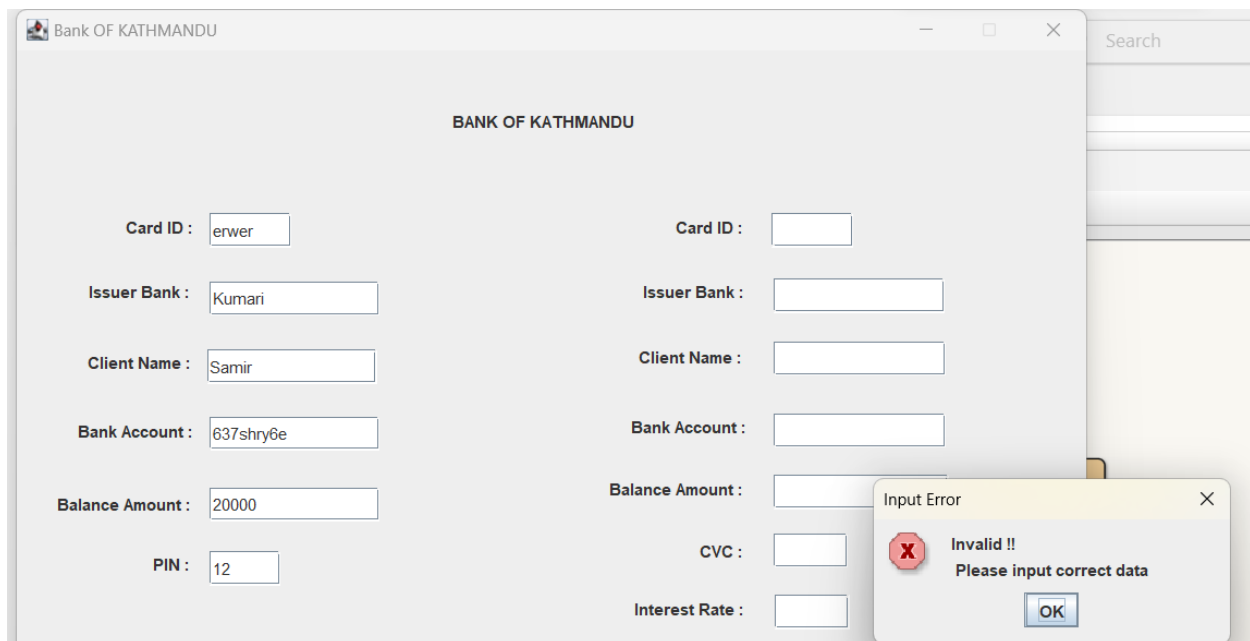 Bank OF KATHMANDU
Search
BANK OF KATHMANDU
Card ID : erwer
Card ID :
Issuer Bank : Kumari
Issuer Bank :
Client Name : Samir
Client Name :
Bank Account : 637shry6e
Bank Account :
Balance Amount : 20000
Balance Amount :
PIN : 12
CVC :
Interest Rate :
Input Error
Invalid !!
Please input correct data
OK